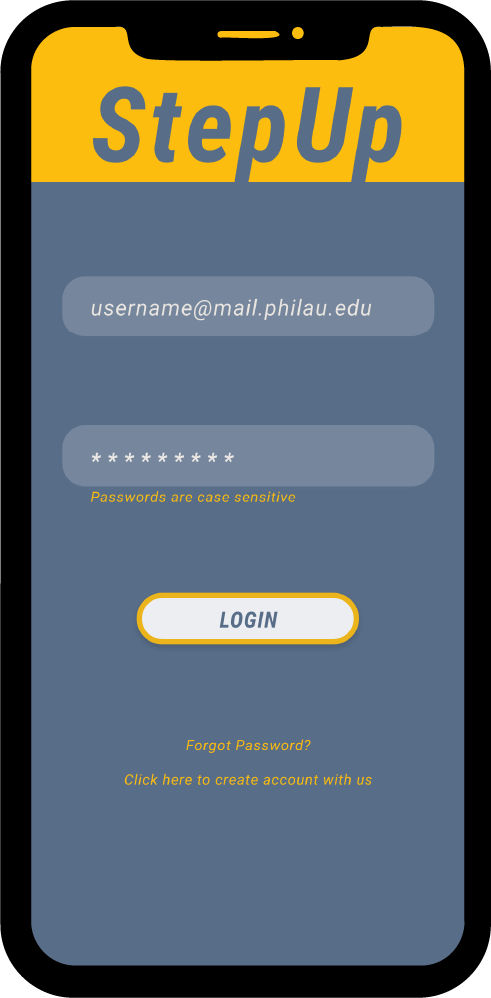 StepUp
username@mail.philau.edu
*********
Passwords are case sensitive
LOGIN
Forgot Password?
Click here to create account with us